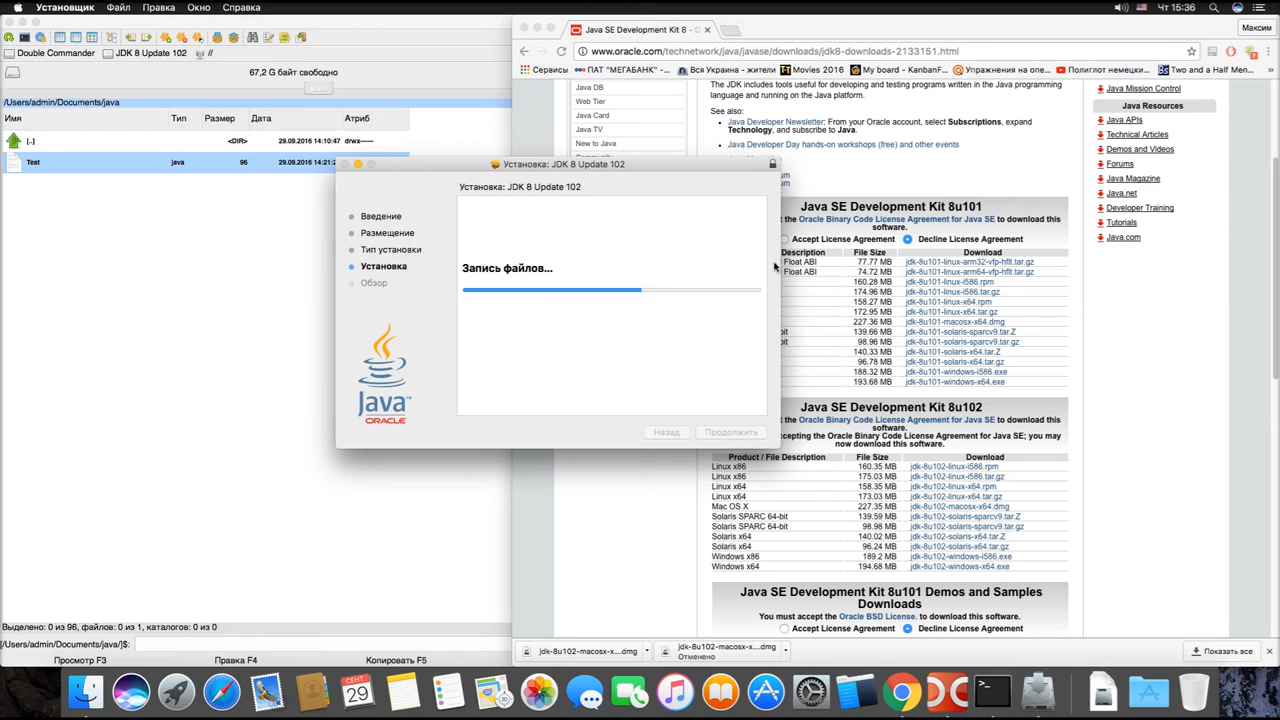 Установщик Файл Правка Окно Справка
Чт 15:36
Double Commander JDK 8 Update 102 //
67,2 G байт свободно
/Users/admin/Documents/java
Имя Тип Размер Дата Атриб
[..] <DIR> 29.09.2016 14:10:47 drwx------
Test java 96 29.09.2016 14:21:2
Выделено: 0 из 96, файлов: 0 из 1, каталогов: 0 из 0
[/Users/admin/Documents/java/]$:
Просмотр F3 Правка F4 Копировать F5
Установка: JDK 8 Update 102
Установка: JDK 8 Update 102
Введение
Размещение
Тип установки
Установка
Обзор
Запись файлов...
Java™
ORACLE
Назад Продолжить
Java SE Development Kit 8 - D
Максим
www.oracle.com/technetwork/java/javase/downloads/jdk8-downloads-2133151.html
Сервисы ПАТ "МЕГАБАНК" -... Вся Украина - жители Movies 2016 My board - KanbanF... Упражнения на опе... Полиглот немецки... Two and a Half Men...
Java DB
Web Tier
Java Card
Java TV
New to Java
The JDK includes tools useful for developing and testing programs written in the Java programming
language and running on the Java platform.
See also:
Java Developer Newsletter: From your Oracle account, select Subscriptions, expand
Technology, and subscribe to Java.
Java Developer Day hands-on workshops (free) and other events
um
um
Java SE Development Kit 8u101
t the Oracle Binary Code License Agreement for Java SE to download this
software.
Accept License Agreement Decline License Agreement
Description File Size Download
Float ABI 77.77 MB jdk-8u101-linux-arm32-vfp-hflt.tar.gz
Float ABI 74.72 MB jdk-8u101-linux-arm64-vfp-hflt.tar.gz
160.28 MB jdk-8u101-linux-i586.rpm
174.96 MB jdk-8u101-linux-i586.tar.gz
158.27 MB jdk-8u101-linux-x64.rpm
172.95 MB jdk-8u101-linux-x64.tar.gz
227.36 MB jdk-8u101-macosx-x64.dmg
bit 139.66 MB jdk-8u101-solaris-sparcv9.tar.Z
bit 98.96 MB jdk-8u101-solaris-sparcv9.tar.gz
140.33 MB jdk-8u101-solaris-x64.tar.Z
96.78 MB jdk-8u101-solaris-x64.tar.gz
188.32 MB jdk-8u101-windows-i586.exe
193.68 MB jdk-8u101-windows-x64.exe
Java SE Development Kit 8u102
t the Oracle Binary Code License Agreement for Java SE to download this
software.
ccepting the Oracle Binary Code License Agreement for Java SE; you may
now download this software.
Product / File Description File Size Download
Linux x86 160.35 MB jdk-8u102-linux-i586.rpm
Linux x86 175.03 MB jdk-8u102-linux-i586.tar.gz
Linux x64 158.35 MB jdk-8u102-linux-x64.rpm
Linux x64 173.03 MB jdk-8u102-linux-x64.tar.gz
Mac OS X 227.35 MB jdk-8u102-macosx-x64.dmg
Solaris SPARC 64-bit 139.59 MB jdk-8u102-solaris-sparcv9.tar.Z
Solaris SPARC 64-bit 98.98 MB jdk-8u102-solaris-sparcv9.tar.gz
Solaris x64 140.02 MB jdk-8u102-solaris-x64.tar.Z
Solaris x64 96.24 MB jdk-8u102-solaris-x64.tar.gz
Windows x86 189.2 MB jdk-8u102-windows-i586.exe
Windows x64 194.68 MB jdk-8u102-windows-x64.exe
Java SE Development Kit 8u101 Demos and Samples
Downloads
You must accept the Oracle BSD License. to download this software.
Accept License Agreement Decline License Agreement
Java Mission Control
Java Resources
Java APIs
Technical Articles
Demos and Videos
Forums
Java Magazine
Java.net
Developer Training
Tutorials
Java.com
jdk-8u102-macosx-x....dmg
jdk-8u102-macosx-x....dmg
Отменено
Показать все
СЕНТ.
29